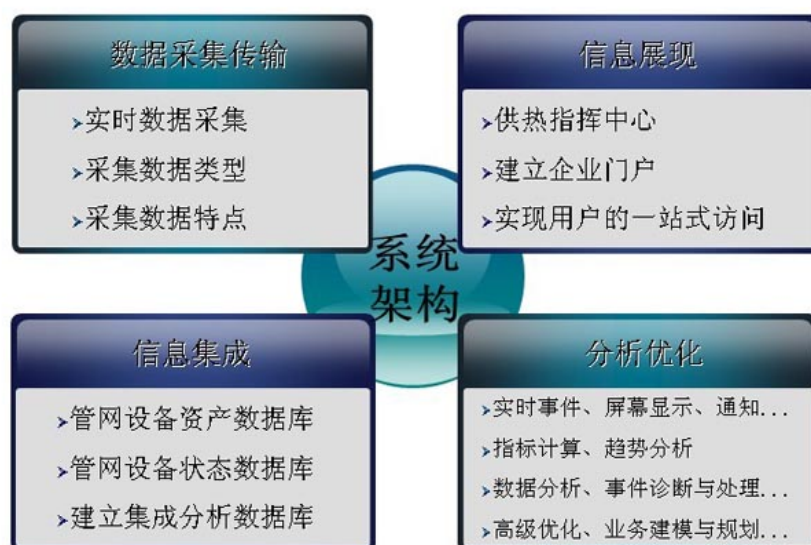 数据采集传输
➢实时数据采集
➢采集数据类型
➢采集数据特点
信息展现
➢供热指挥中心
➢建立企业门户
➢实现用户的一站式访问
系统
架构
信息集成
➢管网设备资产数据库
➢管网设备状态数据库
➢建立集成分析数据库
分析优化
➢实时事件、屏幕显示、通知...
➢指标计算、趋势分析
➢数据分析、事件诊断与处理...
➢高级优化、业务建模与规划...